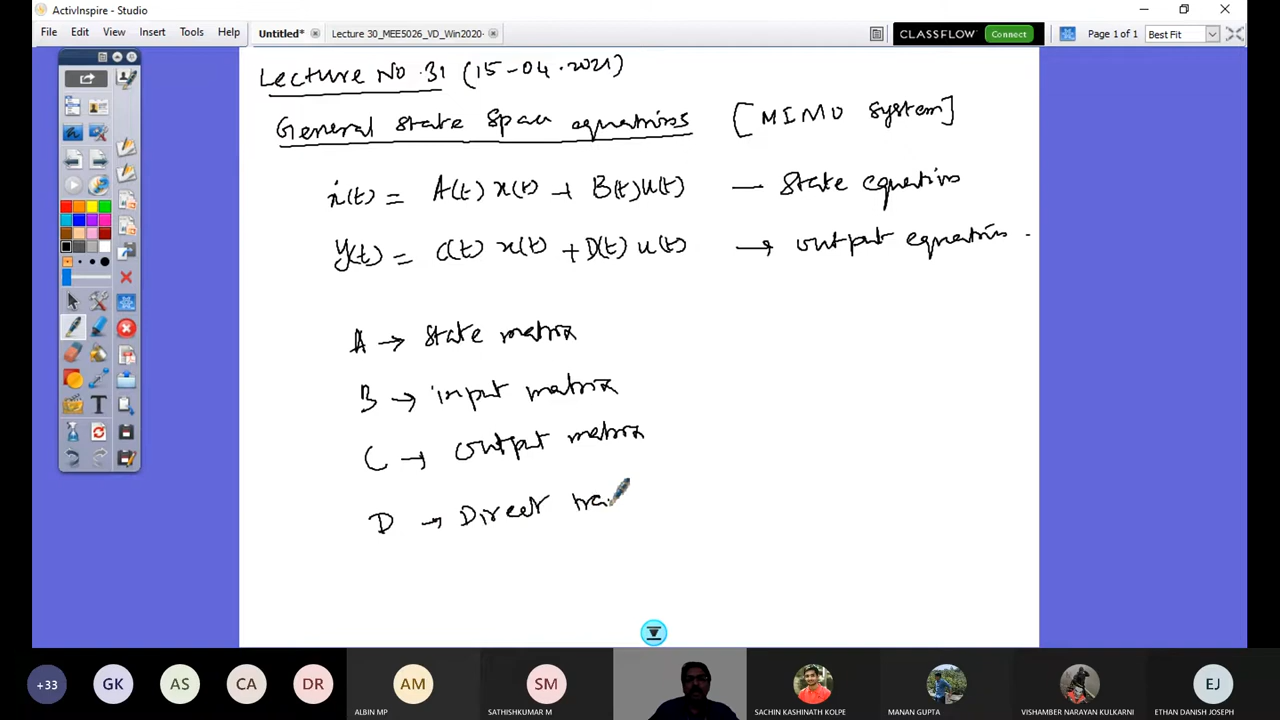 ActivInspire - Studio
File Edit View Insert Tools Help
Untitled* Lecture 30_MEE5026_VD_Win2020-
CLASSFLOW Connect
Page 1 of 1 Best Fit
Lecture No. 31 (15-04-2021)
General state Space equations [MIMO System]
ẋ(t) = A(t) x(t) + B(t) u(t) — State equation
y(t) = C(t) x(t) + D(t) u(t) → output equation.
A → state matrix
B → input matrix
C → output matrix
D → Direct tra
+33 GK AS CA DR AM SM EJ
ALBIN MP SATHISHKUMAR M SACHIN KASHINATH KOLPE MANAN GUPTA VISHAMBER NARAYAN KULKARNI ETHAN DANISH JOSEPH